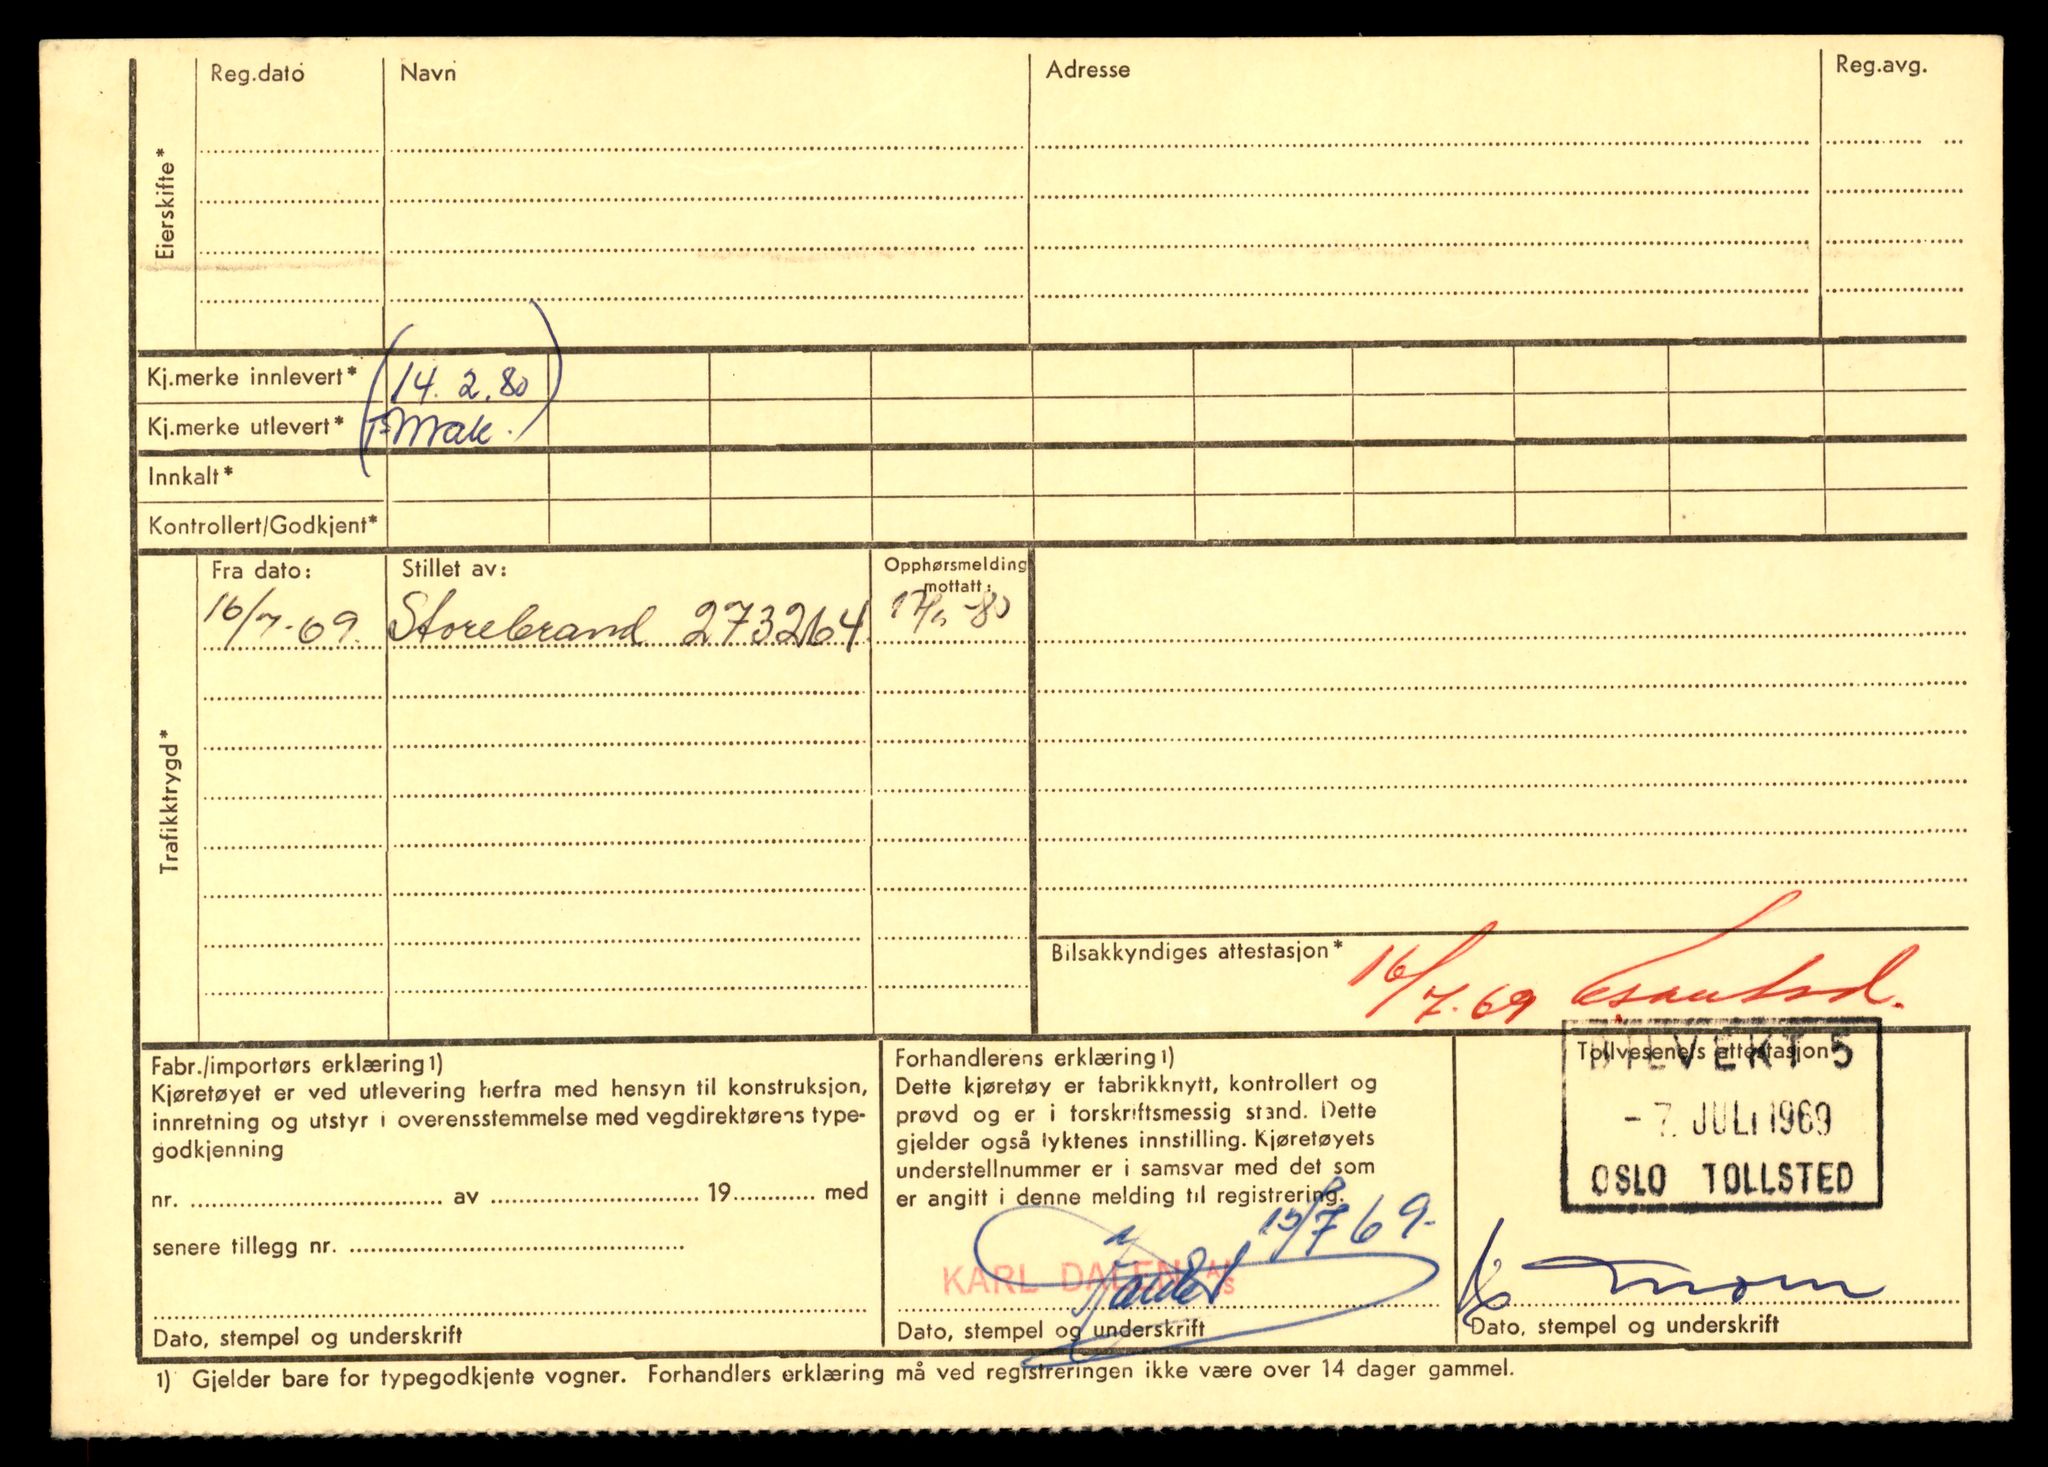 Reg.dato Navn Adresse Reg.avg.
Eierskifte*
Kj.merke innlevert* (14.2.80
Kj.merke utlevert*
Innkalt*
Kontrollert/Godkjent*
Trafikktrygd*
Fra dato: Stillet av: Opphørsmelding
mottatt:
16/7-69. Storebrand 273264
Bilsakkyndiges attestasjon* 16/7-69
Fabr./importørs erklæring 1)
Kjøretøyet er ved utlevering herfra med hensyn til konstruksjon,
innretning og utstyr i overensstemmelse med vegdirektørens type-
godkjenning
nr. av 19 med
senere tillegg nr.
Dato, stempel og underskrift
Forhandlerens erklæring 1)
Dette kjøretøy er fabrikknytt, kontrollert og
prøvd og er i forskriftsmessig stand. Dette
gjelder også lyktenes innstilling. Kjøretøyets
understellnummer er i samsvar med det som
er angitt i denne melding til registrering.
15/7 69.
KARL DALEN A/S
Dato, stempel og underskrift
Tollvesenets attestasjon
BILVEKT 5
-7. JULI 1969
OSLO TOLLSTED
Dato, stempel og underskrift
1) Gjelder bare for typegodkjente vogner. Forhandlers erklæring må ved registreringen ikke være over 14 dager gammel.